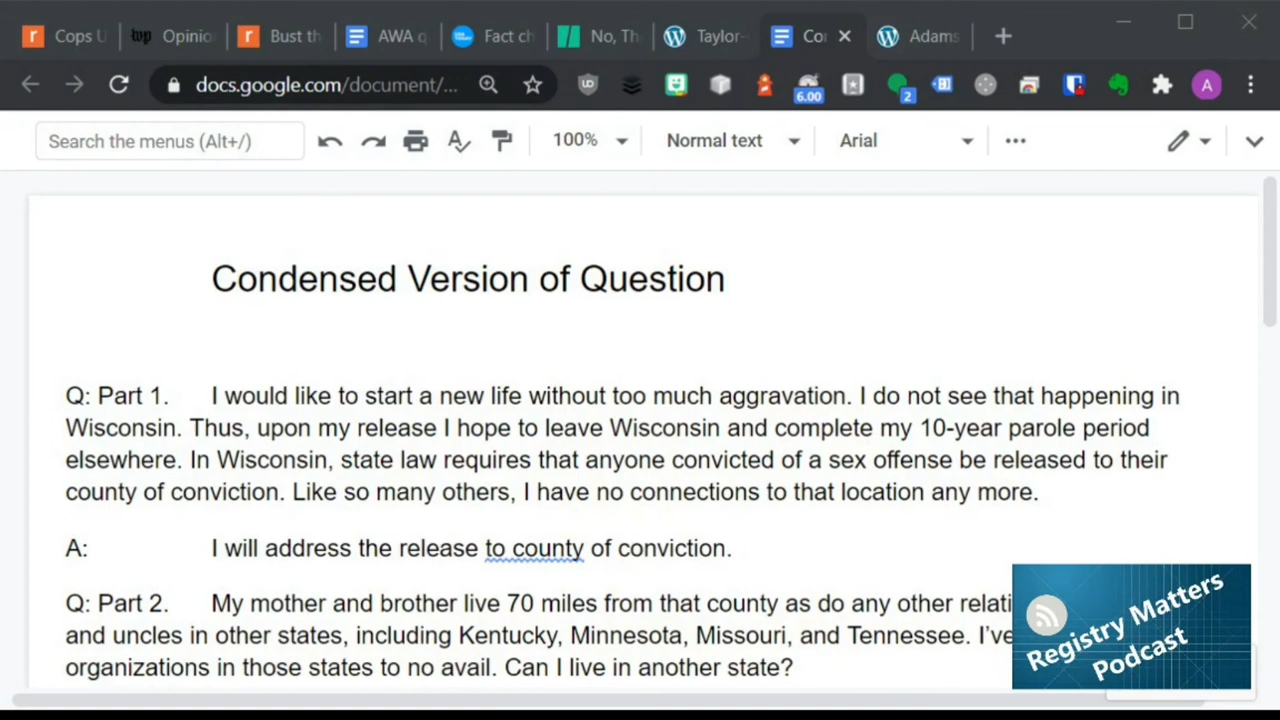 Cops U
Opinio
Bust th
AWA q
Fact ch
No, Th
Taylor-
Co
Adams
docs.google.com/document/...
6.00
2
A
Search the menus (Alt+/)
100%
Normal text
Arial
Condensed Version of Question
Q: Part 1. I would like to start a new life without too much aggravation. I do not see that happening in
Wisconsin. Thus, upon my release I hope to leave Wisconsin and complete my 10-year parole period
elsewhere. In Wisconsin, state law requires that anyone convicted of a sex offense be released to their
county of conviction. Like so many others, I have no connections to that location any more.
A: I will address the release to county of conviction.
Q: Part 2. My mother and brother live 70 miles from that county as do any other relati
and uncles in other states, including Kentucky, Minnesota, Missouri, and Tennessee. I've
organizations in those states to no avail. Can I live in another state?
Registry Matters
Podcast